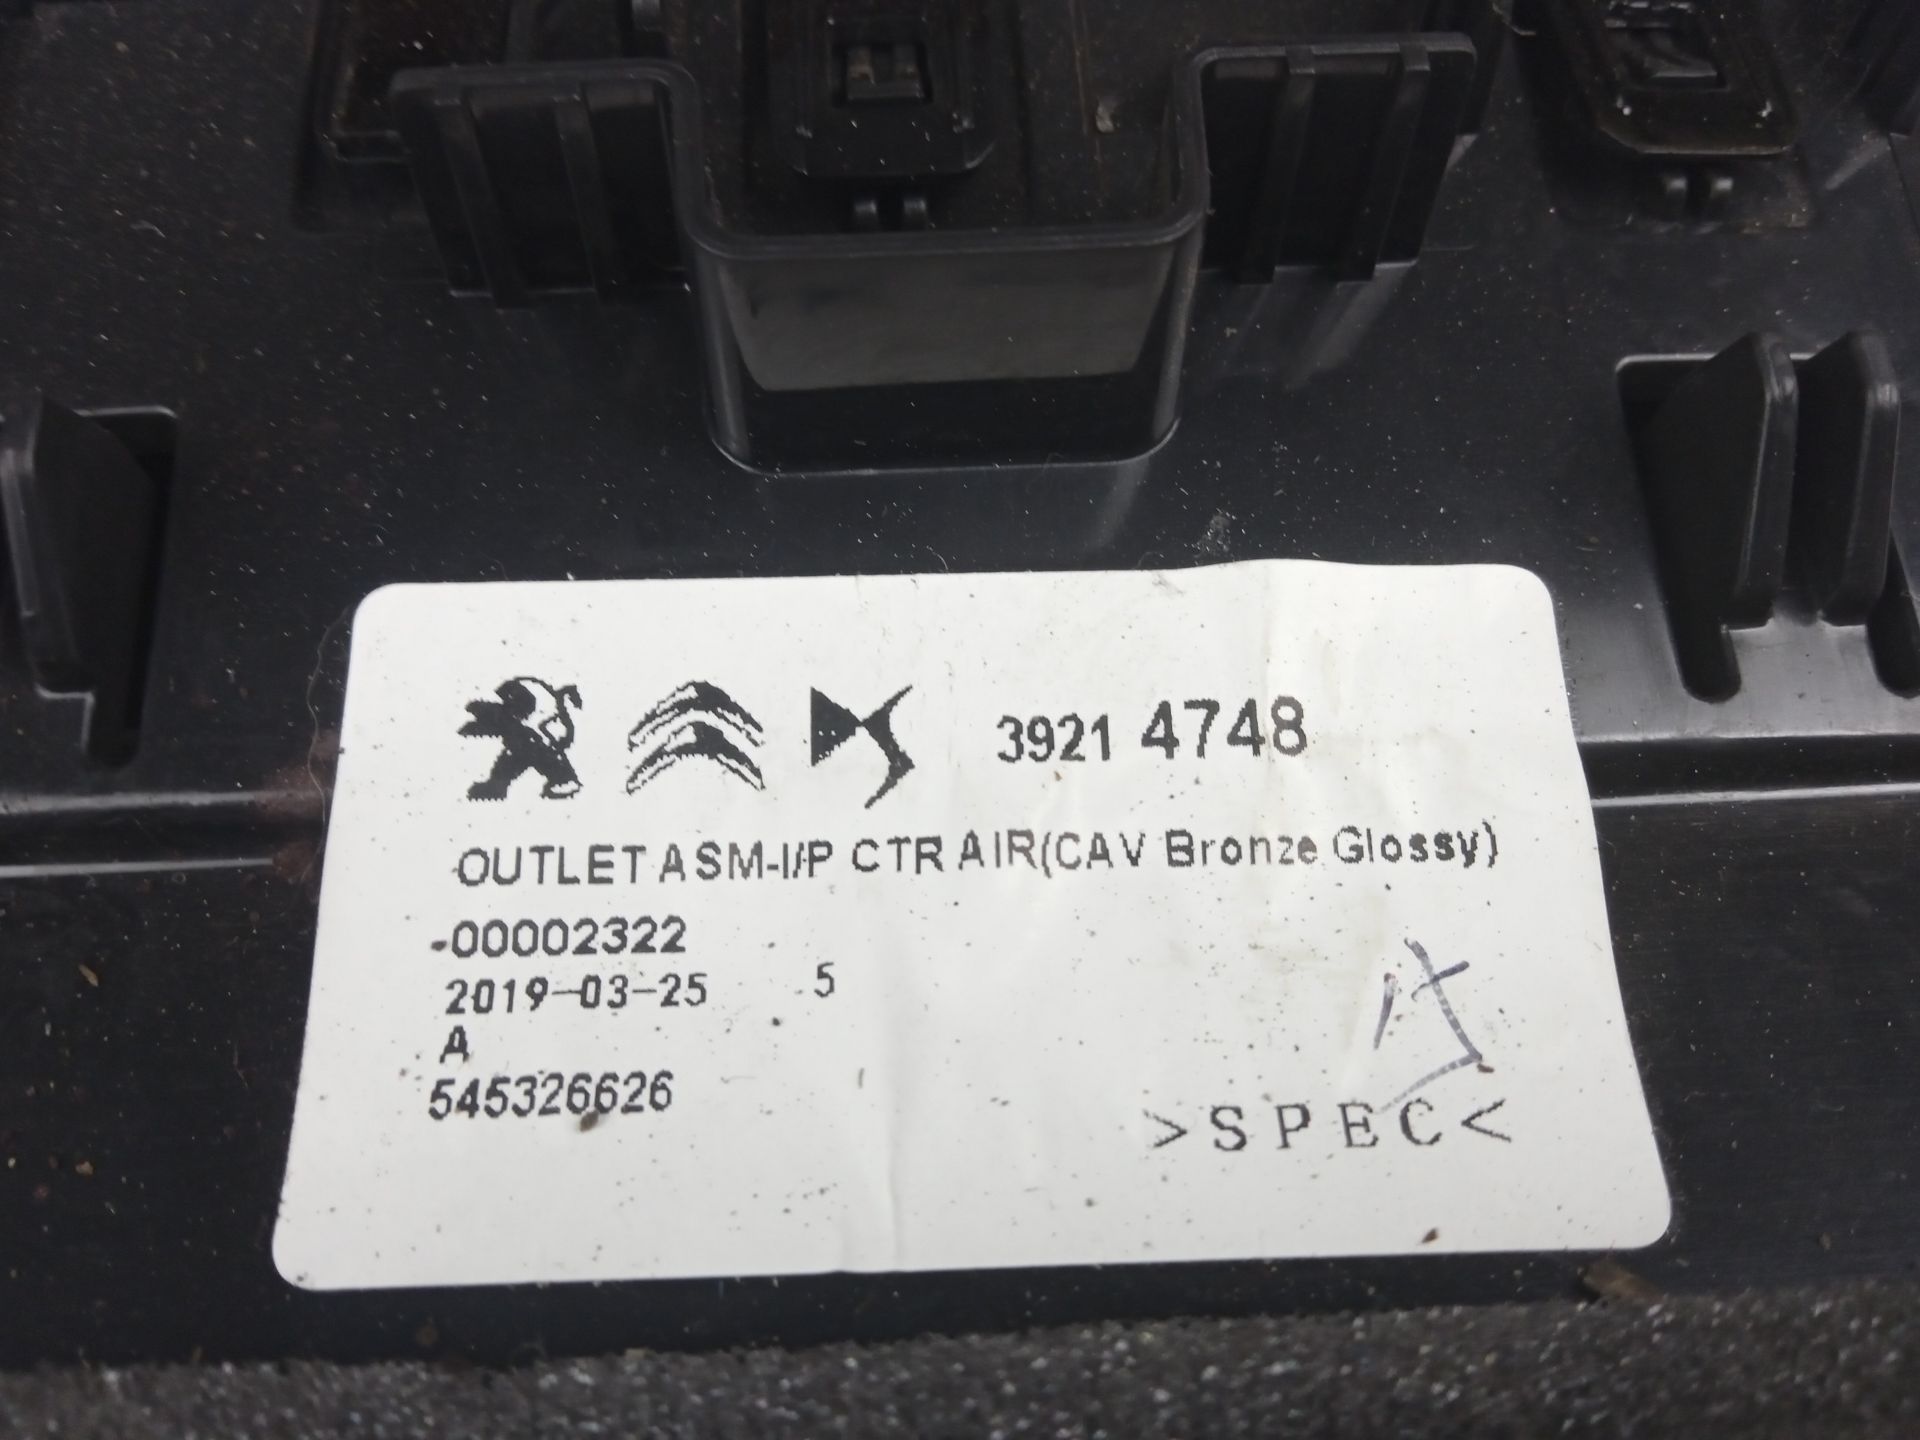 3921 4748
OUTLET ASM-I/P CTR AIR(CAV Bronze Glossy)
-00002322
2019-03-25 5
A
545326626
>SPEC<